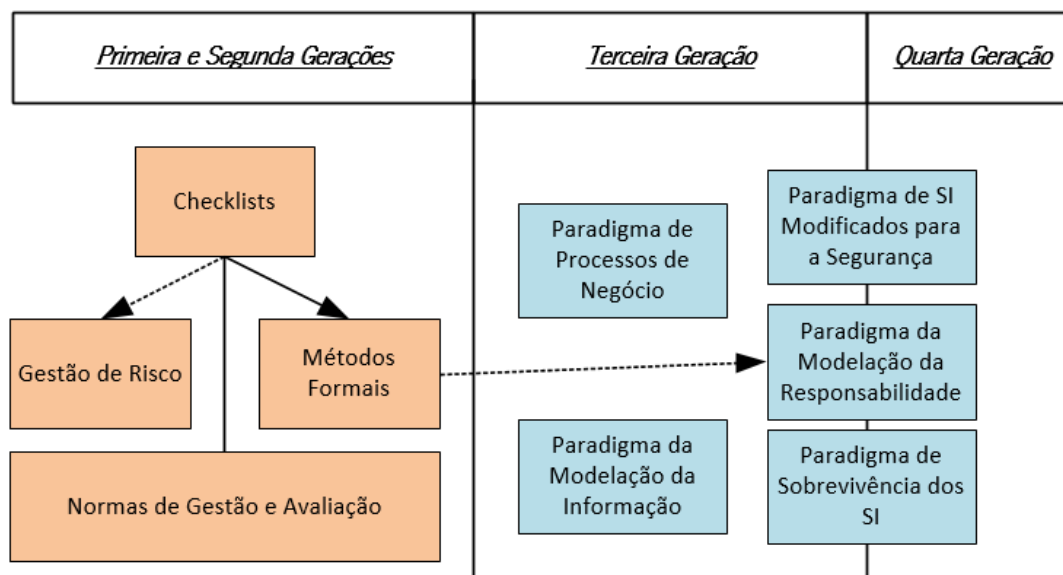 Primeira e Segunda Gerações
Terceira Geração
Quarta Geração
Checklists
Gestão de Risco
Métodos
Formais
Normas de Gestão e Avaliação
Paradigma de
Processos de
Negócio
Paradigma da
Modelação da
Informação
Paradigma de SI
Modificados para
a Segurança
Paradigma da
Modelação da
Responsabilidade
Paradigma de
Sobrevivência dos
SI